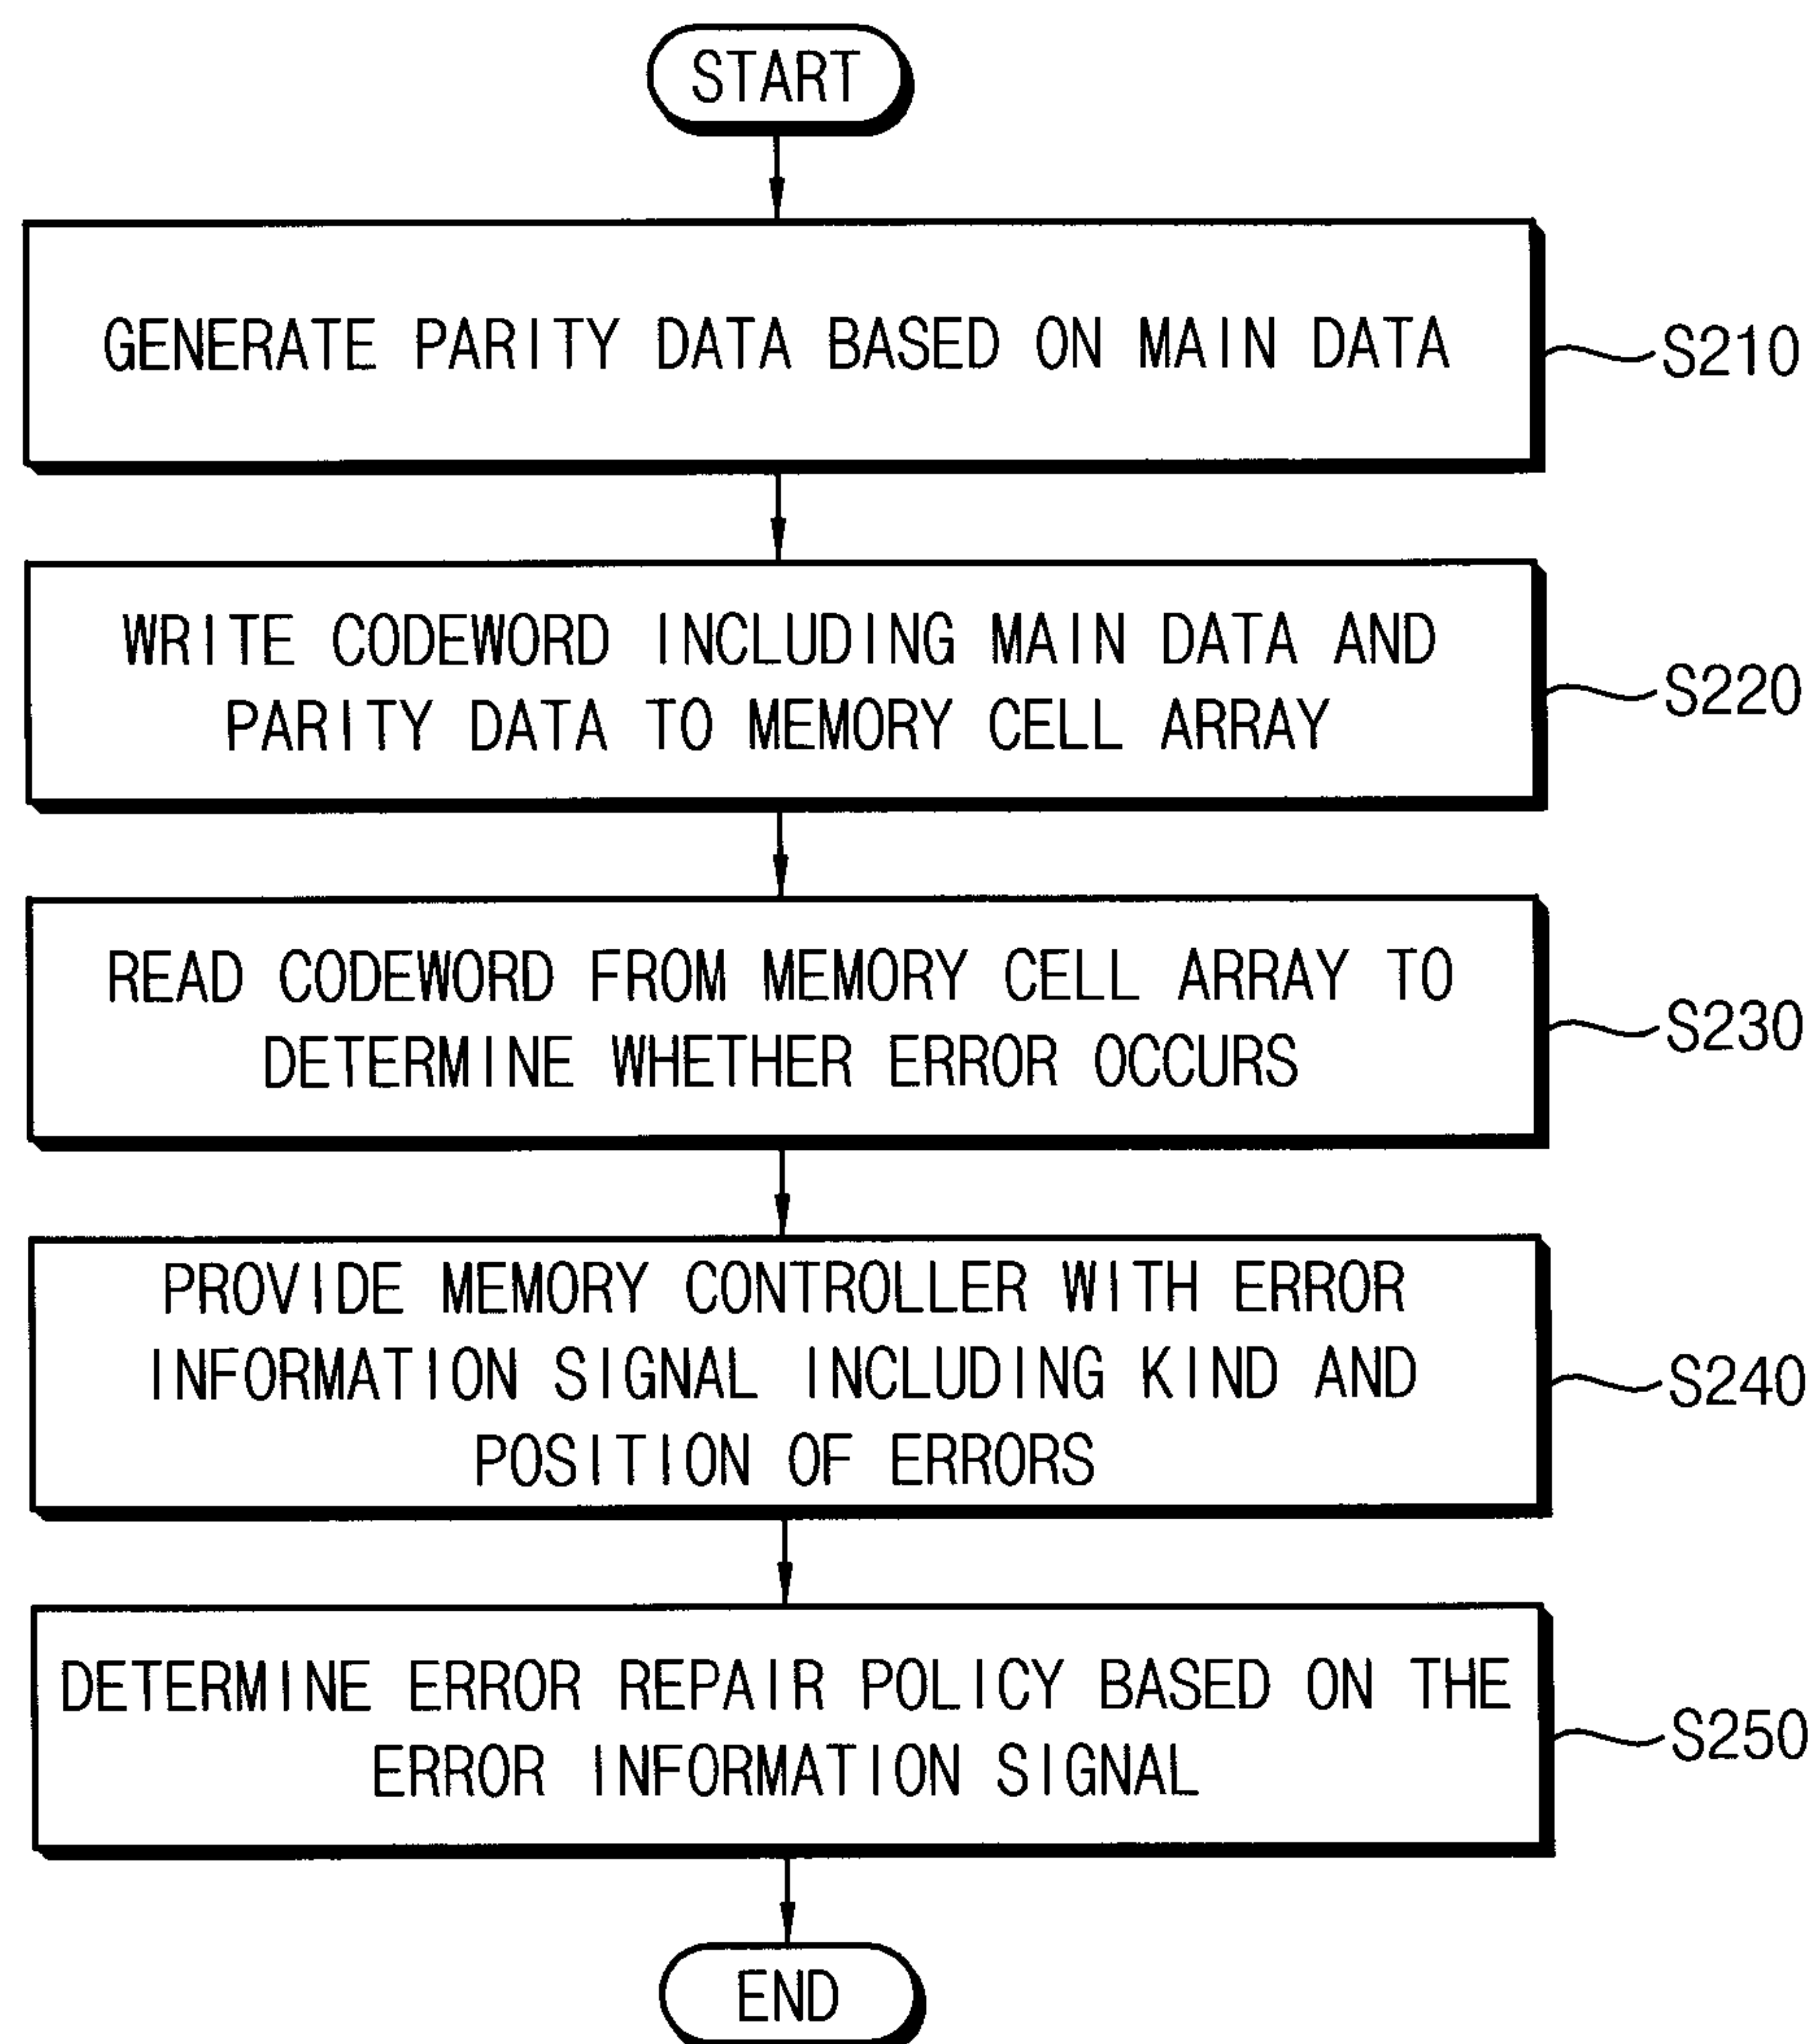 START
GENERATE PARITY DATA BASED ON MAIN DATA
S210
WRITE CODEWORD INCLUDING MAIN DATA AND
PARITY DATA TO MEMORY CELL ARRAY
S220
READ CODEWORD FROM MEMORY CELL ARRAY TO
DETERMINE WHETHER ERROR OCCURS
S230
PROVIDE MEMORY CONTROLLER WITH ERROR
INFORMATION SIGNAL INCLUDING KIND AND
POSITION OF ERRORS
S240
DETERMINE ERROR REPAIR POLICY BASED ON THE
ERROR INFORMATION SIGNAL
S250
END